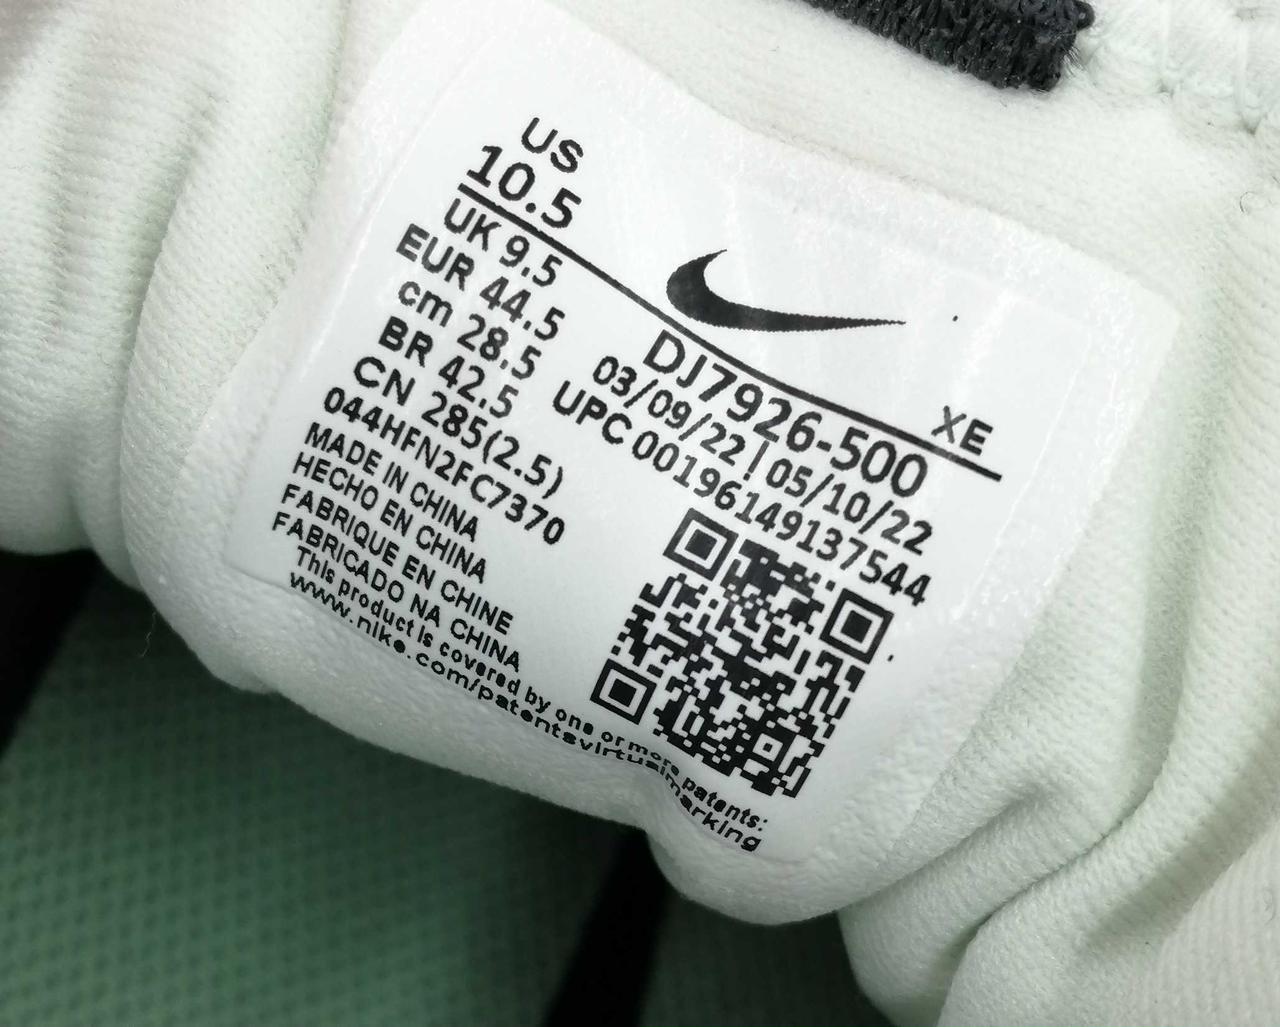 US
10.5
UK 9.5
EUR 44.5
cm 28.5
BR 42.5
CN 285(2.5)
044HFN2FC7370
MADE IN CHINA
HECHO EN CHINA
FABRIQUE EN CHINE
FABRICADO NA CHINA
This product is covered by one or more patents:
www.nike.com/patentsvirtualmarking
XE
DJ7926-500
03/09/22 | 05/10/22
UPC 00196149137544